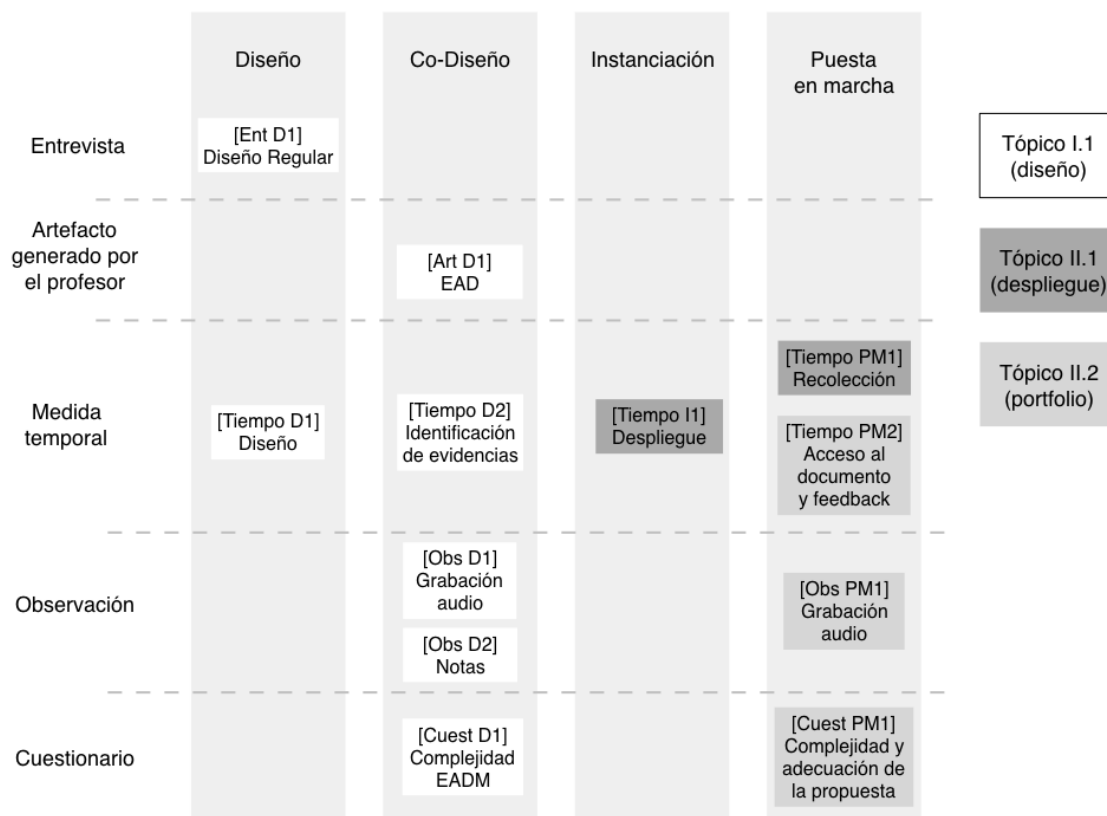 Diseño
Co-Diseño
Instanciación
Puesta
en marcha
Entrevista
[Ent D1]
Diseño Regular
Tópico I.1
(diseño)
Artefacto
generado por
el profesor
[Art D1]
EAD
Tópico II.1
(despliegue)
Medida
temporal
[Tiempo D1]
Diseño
[Tiempo D2]
Identificación
de evidencias
[Tiempo I1]
Despliegue
[Tiempo PM1]
Recolección
[Tiempo PM2]
Acceso al
documento
y feedback
Tópico II.2
(portfolio)
Observación
[Obs D1]
Grabación
audio
[Obs D2]
Notas
[Obs PM1]
Grabación
audio
Cuestionario
[Cuest D1]
Complejidad
EADM
[Cuest PM1]
Complejidad y
adecuación de
la propuesta